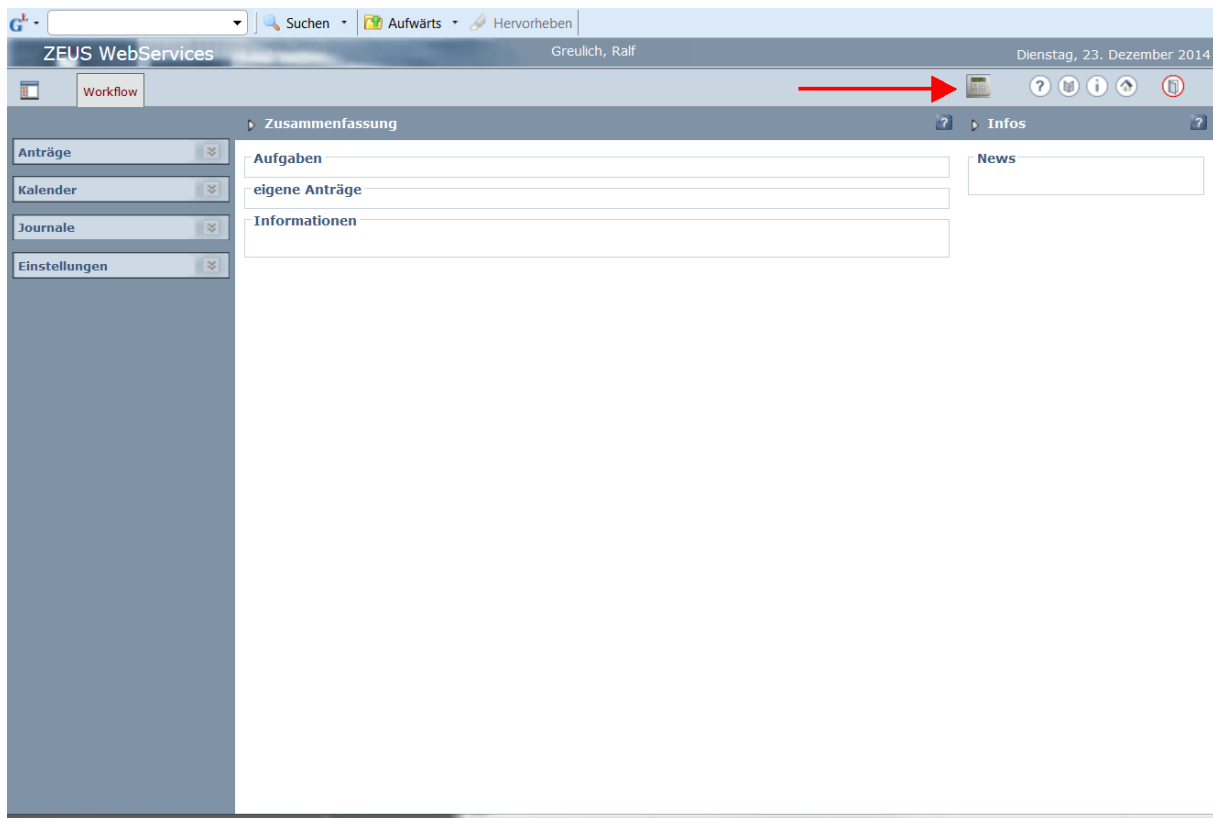 Suchen Aufwärts Hervorheben
ZEUS WebServices Greulich, Ralf Dienstag, 23. Dezember 2014
Workflow
Zusammenfassung
Infos
Anträge
Kalender
Journale
Einstellungen
Aufgaben
eigene Anträge
Informationen
News